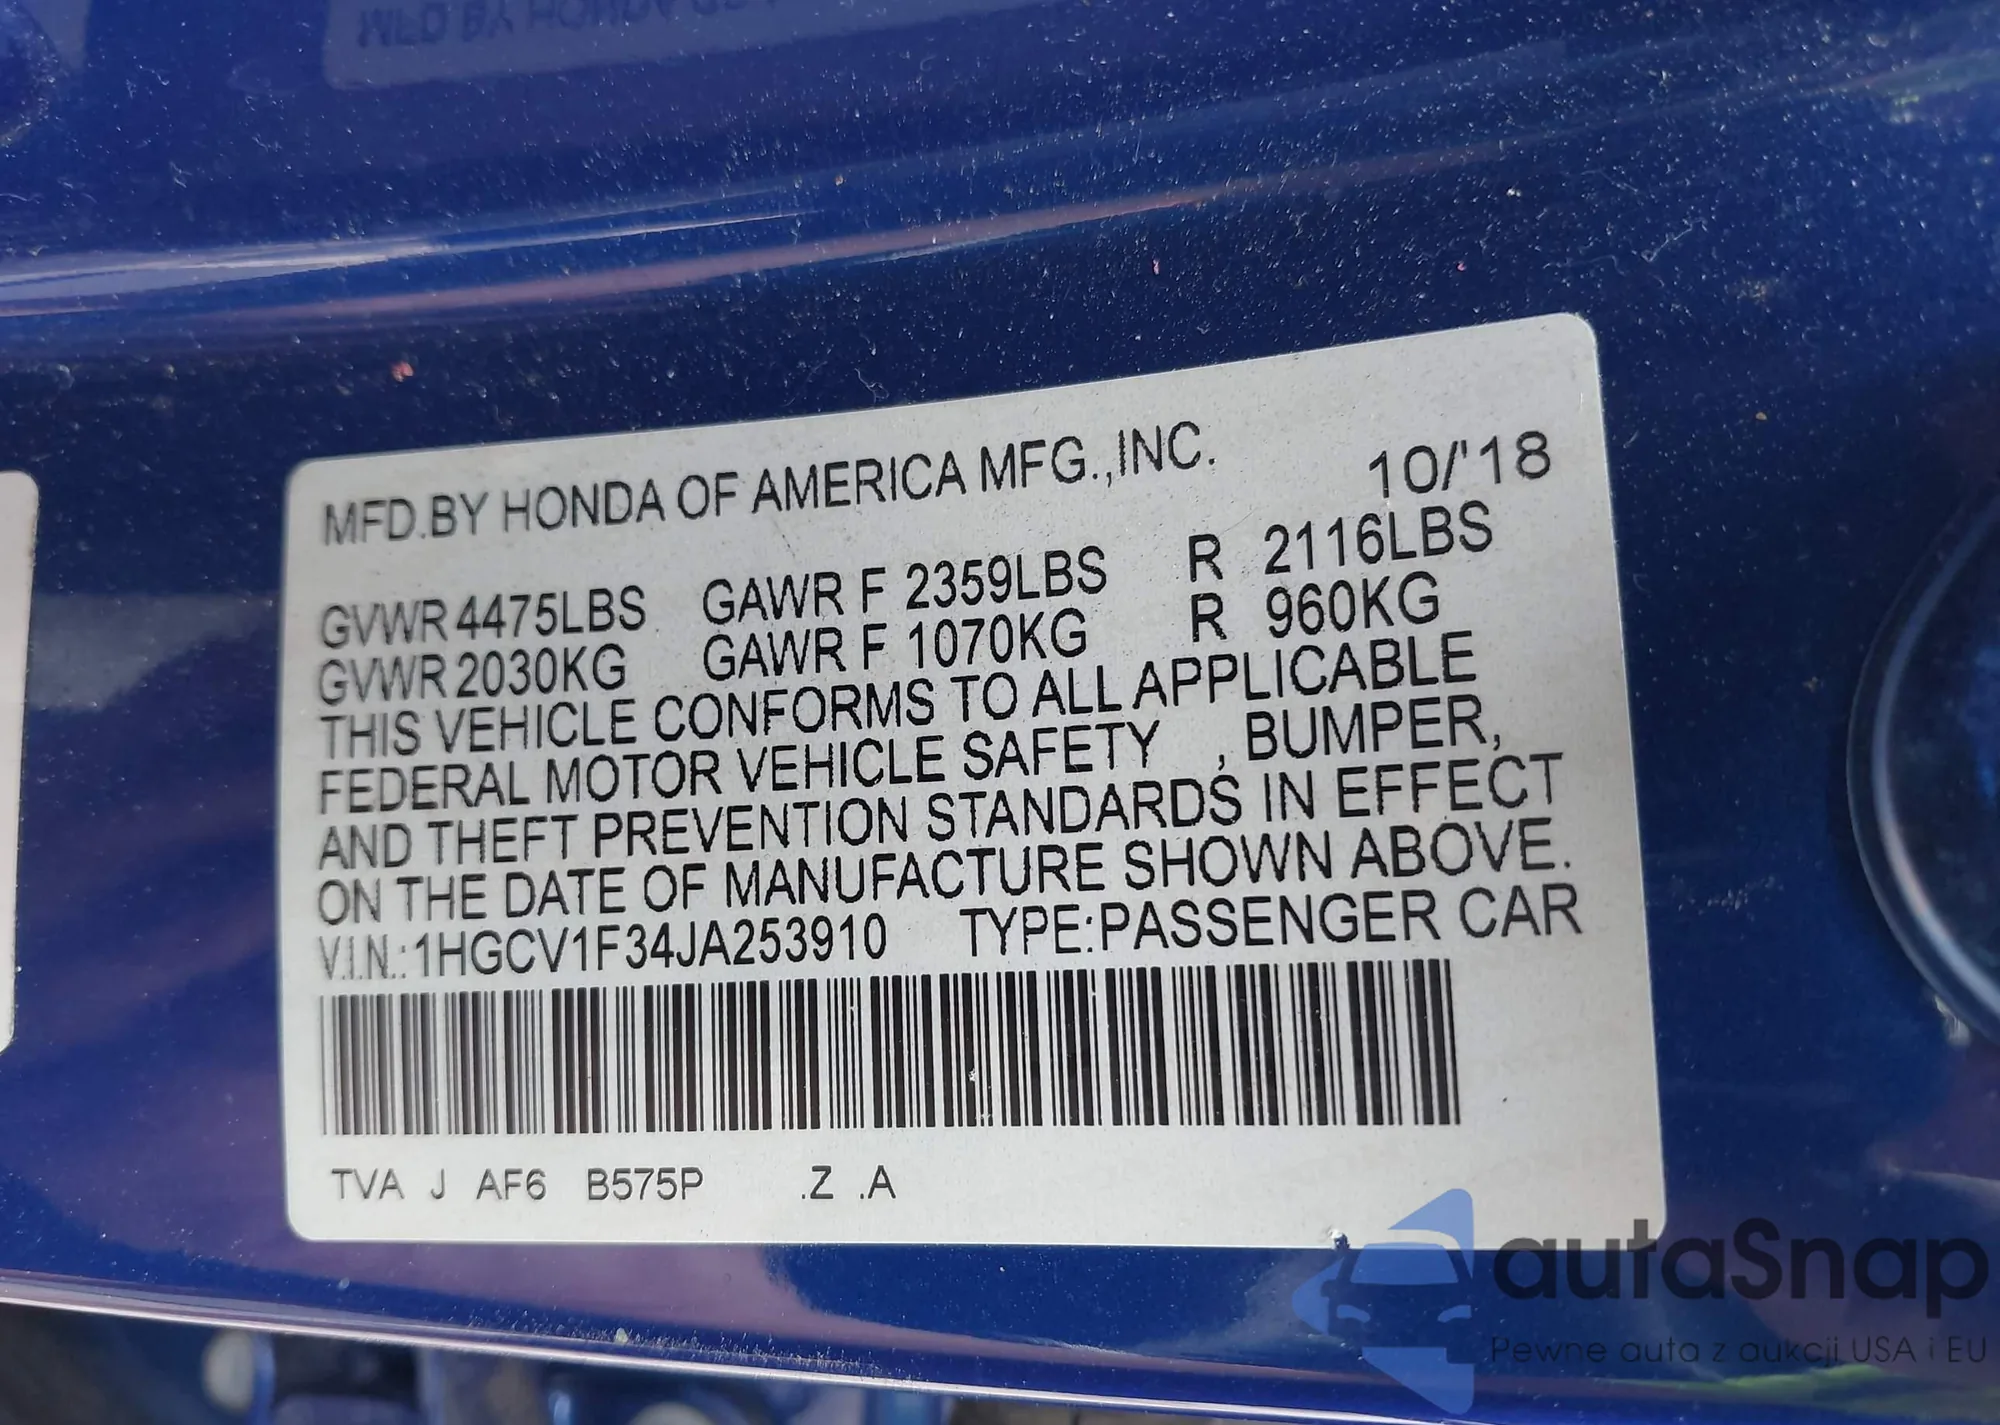 MFD.BY HONDA OF AMERICA MFG.,INC. 10/'18
GVWR 4475LBS GAWR F 2359LBS R 2116LBS
GVWR 2030KG GAWR F 1070KG R 960KG
THIS VEHICLE CONFORMS TO ALL APPLICABLE
FEDERAL MOTOR VEHICLE SAFETY , BUMPER,
AND THEFT PREVENTION STANDARDS IN EFFECT
ON THE DATE OF MANUFACTURE SHOWN ABOVE.
V.I.N.:1HGCV1F34JA253910 TYPE:PASSENGER CAR
TVA J AF6 B575P .Z .A
autaSnap
Pewne auta z aukcji USA i EU